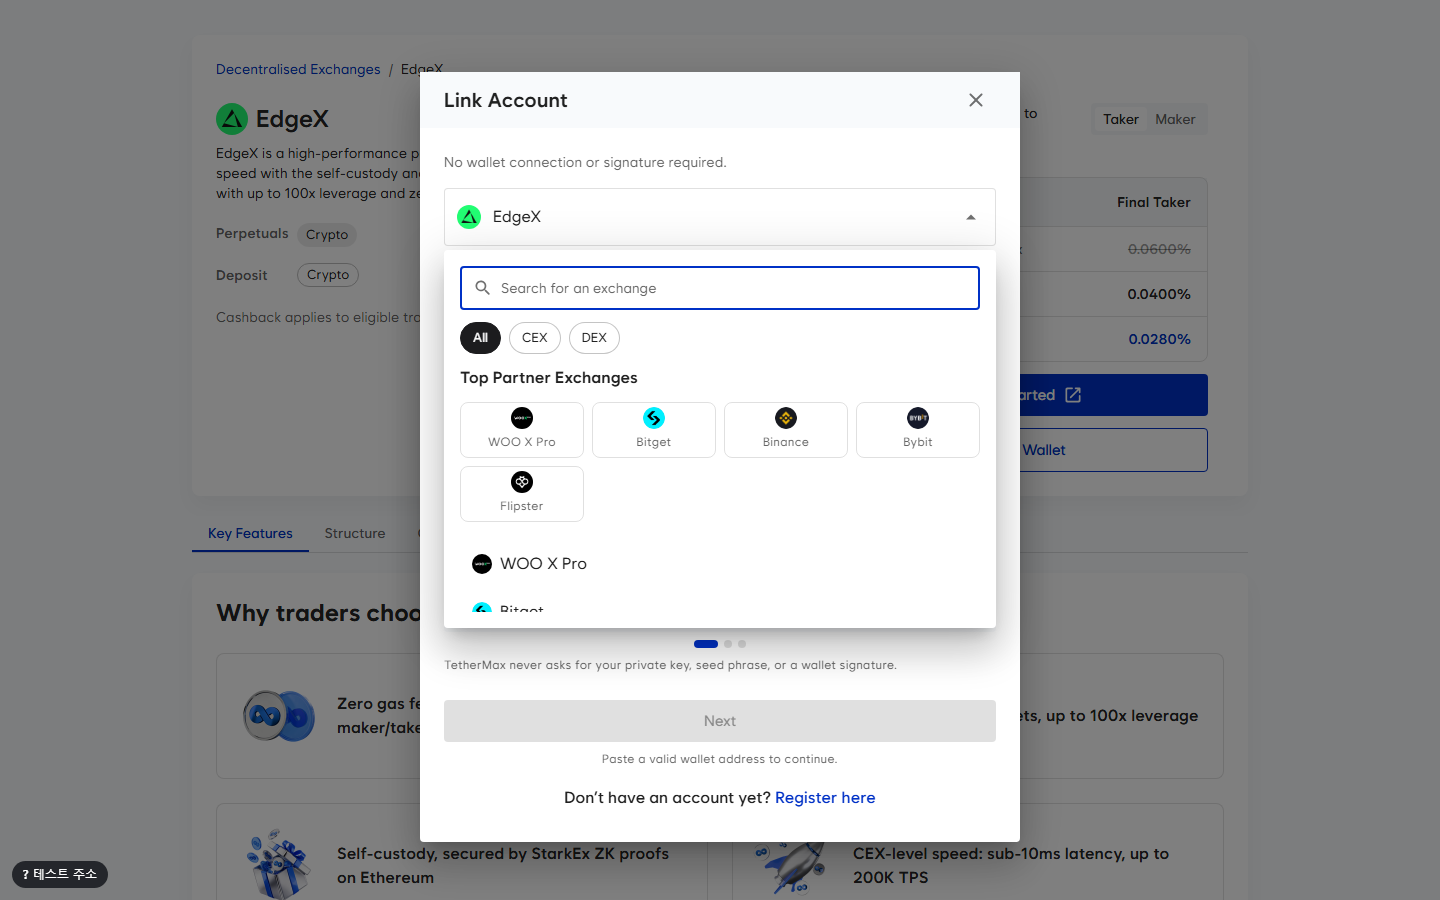 Decentralised Exchanges / EdgeX
EdgeX
EdgeX is a high-performance p
speed with the self-custody and
with up to 100x leverage and ze
Perpetuals Crypto
Deposit Crypto
Cashback applies to eligible tra
to
Taker Maker
Final Taker
0.0600%
0.0400%
0.0280%
arted
Wallet
Link Account
No wallet connection or signature required.
EdgeX
Search for an exchange
All CEX DEX
Top Partner Exchanges
WOO X Pro Bitget Binance Bybit
Flipster
WOO X Pro
Bitget
TetherMax never asks for your private key, seed phrase, or a wallet signature.
Next
Paste a valid wallet address to continue.
Don't have an account yet? Register here
Key Features Structure
Why traders choo
Zero gas fe
maker/take
ets, up to 100x leverage
Self-custody, secured by StarkEx ZK proofs
on Ethereum
CEX-level speed: sub-10ms latency, up to
200K TPS
? 테스트 주소